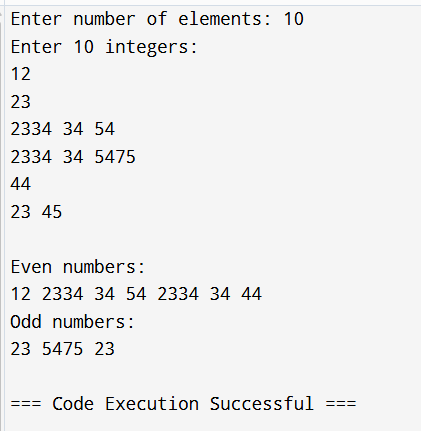 Enter number of elements: 10
Enter 10 integers:
12
23
2334 34 54
2334 34 5475
44
23 45

Even numbers:
12 2334 34 54 2334 34 44
Odd numbers:
23 5475 23

=== Code Execution Successful ===